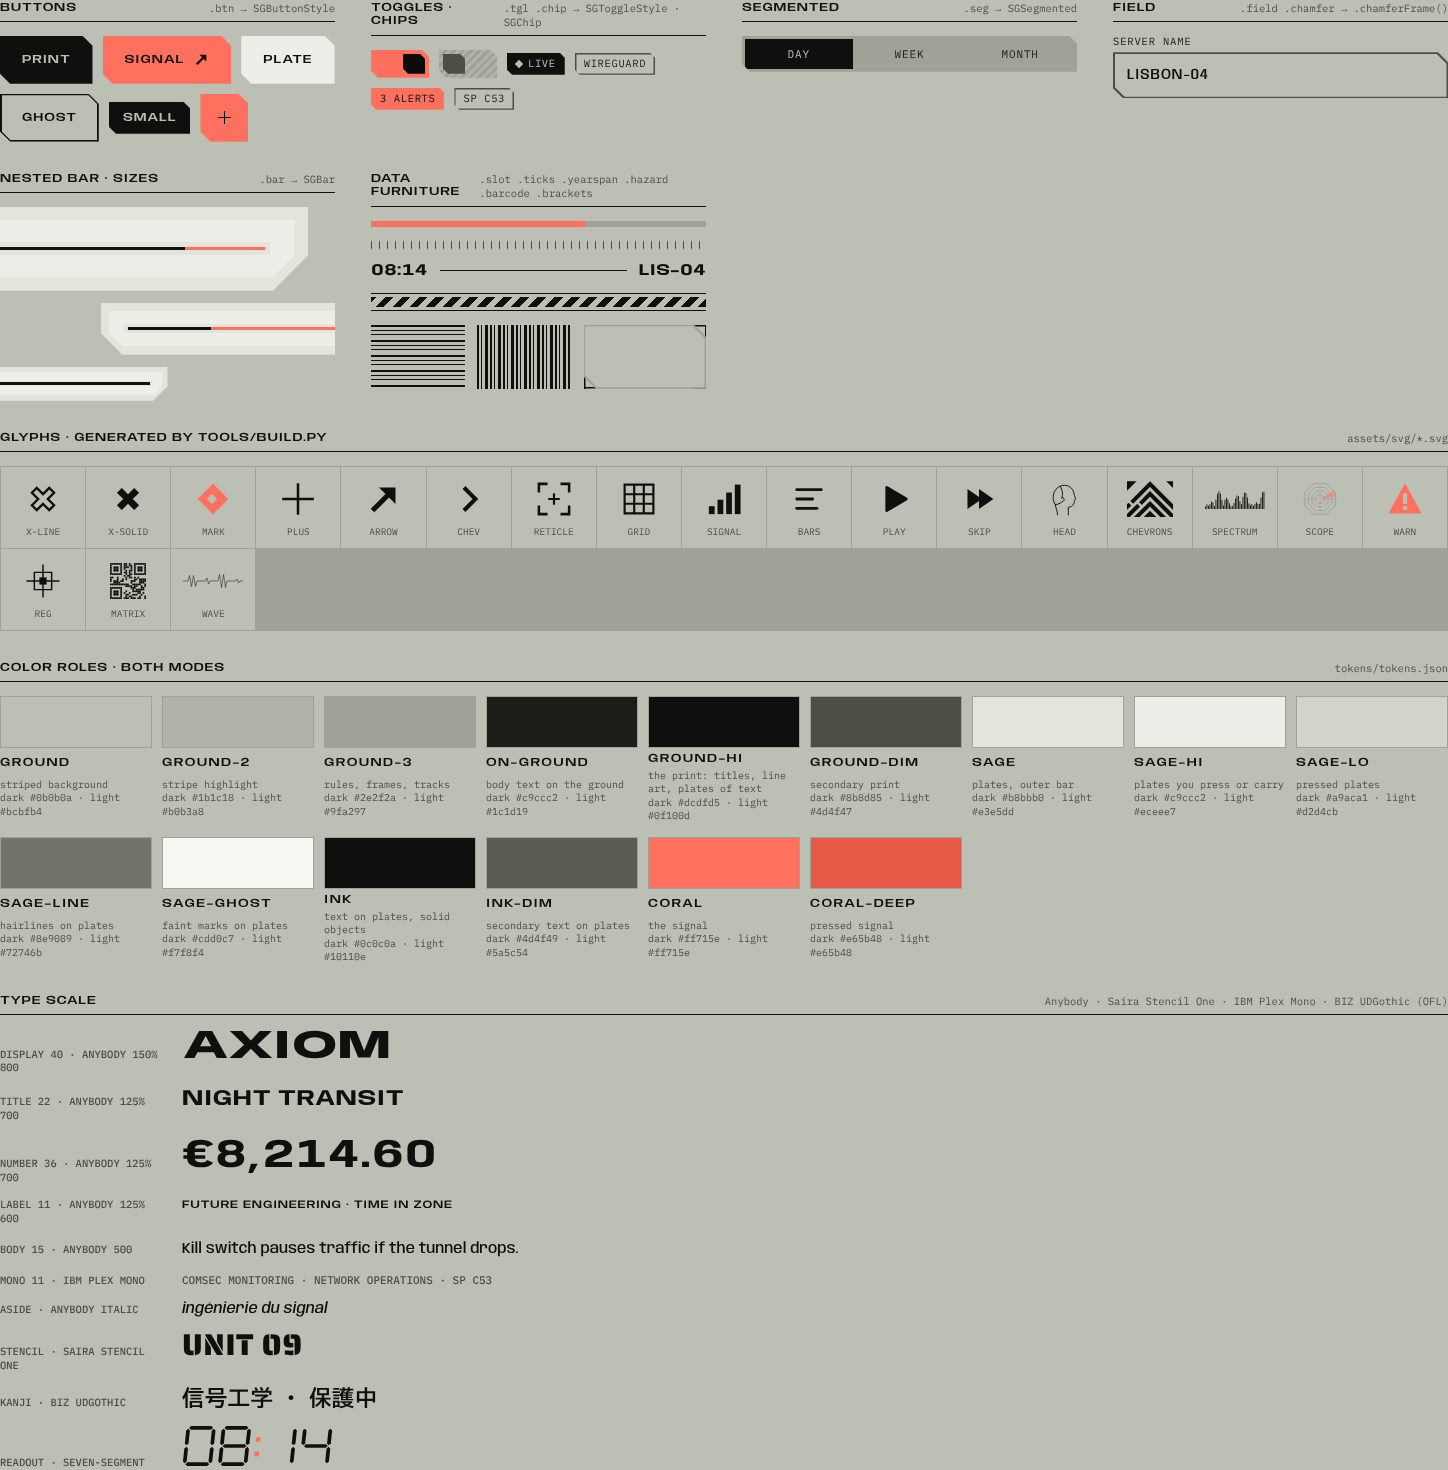 BUTTONS
.btn → SGButtonStyle
PRINT
SIGNAL
PLATE
GHOST
SMALL
TOGGLES ·
CHIPS
.tgl .chip → SGToggleStyle ·
SGChip
LIVE
WIREGUARD
3 ALERTS
SP C53
SEGMENTED
.seg → SGSegmented
DAY
WEEK
MONTH
FIELD
.field .chamfer → .chamferFrame()
SERVER NAME
LISBON-04
NESTED BAR · SIZES
.bar → SGBar
DATA
FURNITURE
.slot .ticks .yearspan .hazard
.barcode .brackets
08:14
LIS-04
GLYPHS · GENERATED BY TOOLS/BUILD.PY
assets/svg/*.svg
X-LINE
X-SOLID
MARK
PLUS
ARROW
CHEV
RETICLE
GRID
SIGNAL
BARS
PLAY
SKIP
HEAD
CHEVRONS
SPECTRUM
SCOPE
WARN
REG
MATRIX
WAVE
COLOR ROLES · BOTH MODES
tokens/tokens.json
GROUND
striped background
dark #0b0b0a · light
#bcbfb4
GROUND-2
stripe highlight
dark #1b1c18 · light
#b0b3a8
GROUND-3
rules, frames, tracks
dark #2e2f2a · light
#9fa297
ON-GROUND
body text on the ground
dark #c9ccc2 · light
#1c1d19
GROUND-HI
the print: titles, line
art, plates of text
dark #dcdfd5 · light
#0f100d
GROUND-DIM
secondary print
dark #8b8d85 · light
#4d4f47
SAGE
plates, outer bar
dark #b8bbb0 · light
#e3e5dd
SAGE-HI
plates you press or carry
dark #c9ccc2 · light
#eceee7
SAGE-LO
pressed plates
dark #a9aca1 · light
#d2d4cb
SAGE-LINE
hairlines on plates
dark #8e9089 · light
#72746b
SAGE-GHOST
faint marks on plates
dark #cdd0c7 · light
#f7f8f4
INK
text on plates, solid
objects
dark #0c0c0a · light
#10110e
INK-DIM
secondary text on plates
dark #4d4f49 · light
#5a5c54
CORAL
the signal
dark #ff715e · light
#ff715e
CORAL-DEEP
pressed signal
dark #e65b48 · light
#e65b48
TYPE SCALE
Anybody · Saira Stencil One · IBM Plex Mono · BIZ UDGothic (OFL)
DISPLAY 40 · ANYBODY 150%
800
AXIOM
TITLE 22 · ANYBODY 125%
700
NIGHT TRANSIT
NUMBER 36 · ANYBODY 125%
700
€8,214.60
LABEL 11 · ANYBODY 125%
600
FUTURE ENGINEERING · TIME IN ZONE
BODY 15 · ANYBODY 500
Kill switch pauses traffic if the tunnel drops.
MONO 11 · IBM PLEX MONO
COMSEC MONITORING · NETWORK OPERATIONS · SP C53
ASIDE · ANYBODY ITALIC
ingénierie du signal
STENCIL · SAIRA STENCIL
ONE
UNIT 09
KANJI · BIZ UDGOTHIC
信号工学 ・ 保護中
READOUT · SEVEN-SEGMENT
08:14